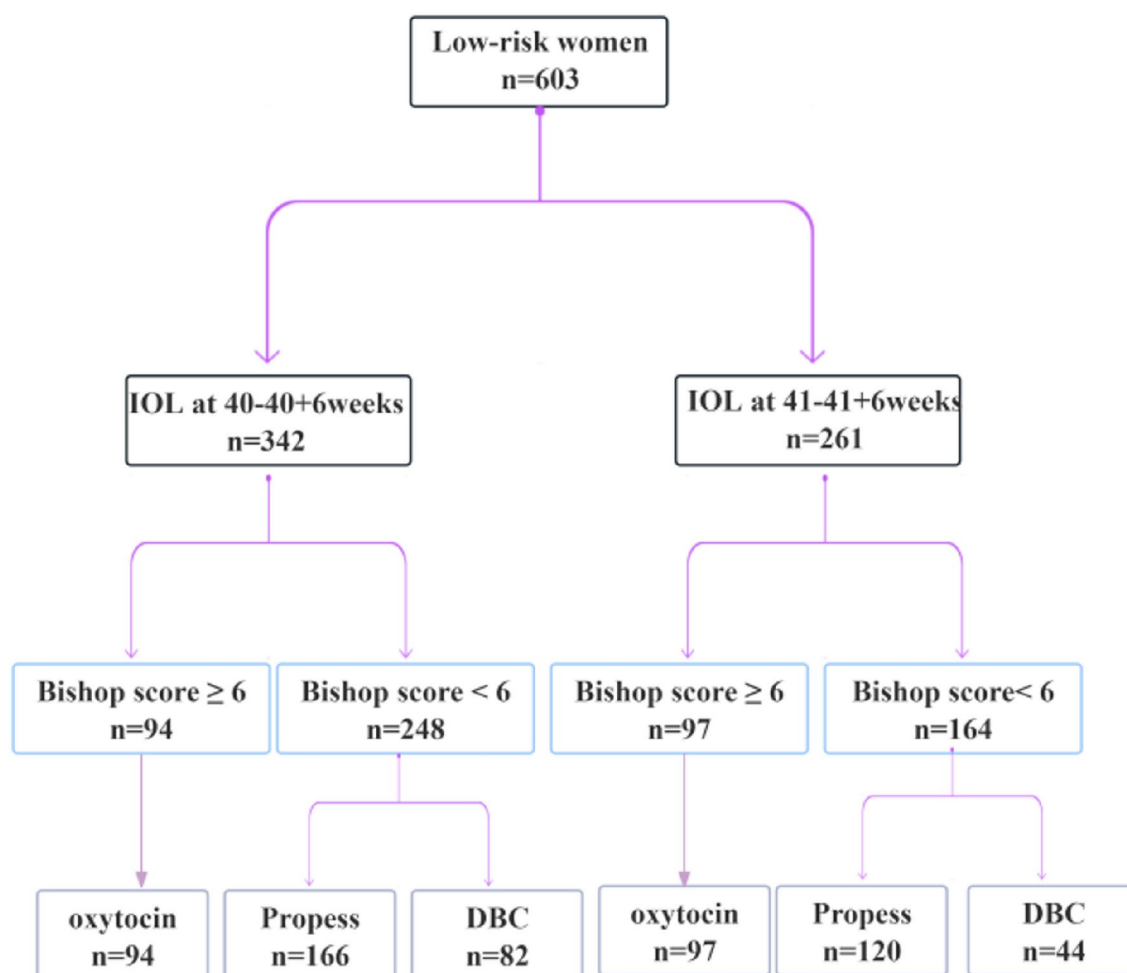 Low-risk women
n=603
IOL at 40-40+6weeks
n=342
IOL at 41-41+6weeks
n=261
Bishop score ≥ 6
n=94
Bishop score < 6
n=248
Bishop score ≥ 6
n=97
Bishop score< 6
n=164
oxytocin
n=94
Propess
n=166
DBC
n=82
oxytocin
n=97
Propess
n=120
DBC
n=44